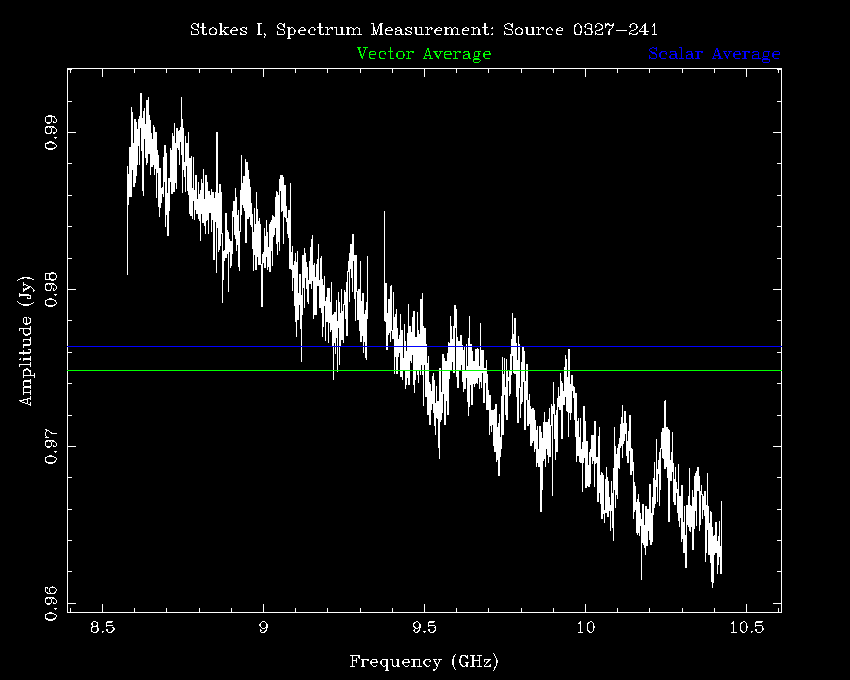 Stokes I, Spectrum Measurement: Source 0327-241
Vector Average Scalar Average
0.99
0.98
0.97
0.96
Amplitude (Jy)
8.5 9 9.5 10 10.5
Frequency (GHz)